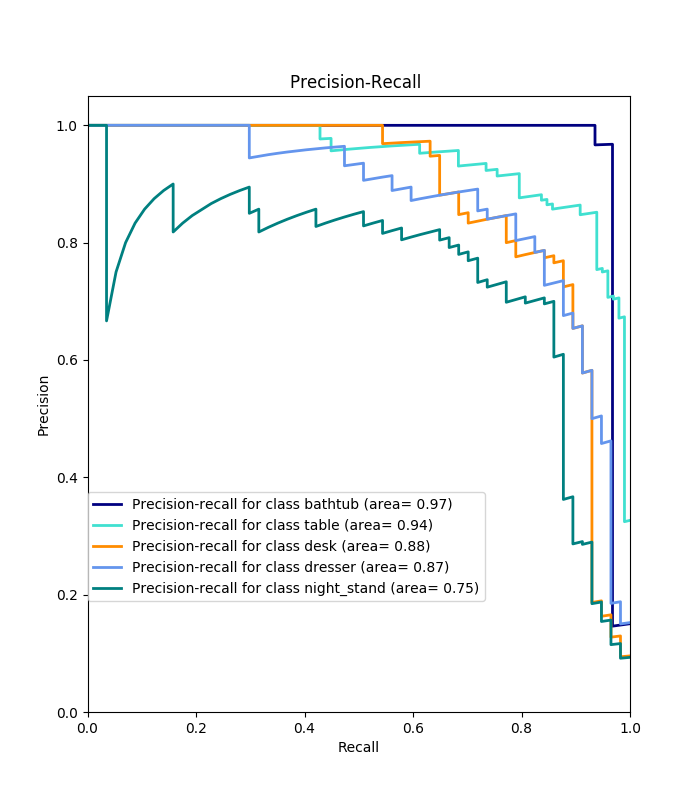 Precision-Recall
1.0
0.8
0.6
0.4
0.2
0.0
Precision
Precision-recall for class bathtub (area= 0.97)
Precision-recall for class table (area= 0.94)
Precision-recall for class desk (area= 0.88)
Precision-recall for class dresser (area= 0.87)
Precision-recall for class night_stand (area= 0.75)
0.0 0.2 0.4 0.6 0.8 1.0
Recall